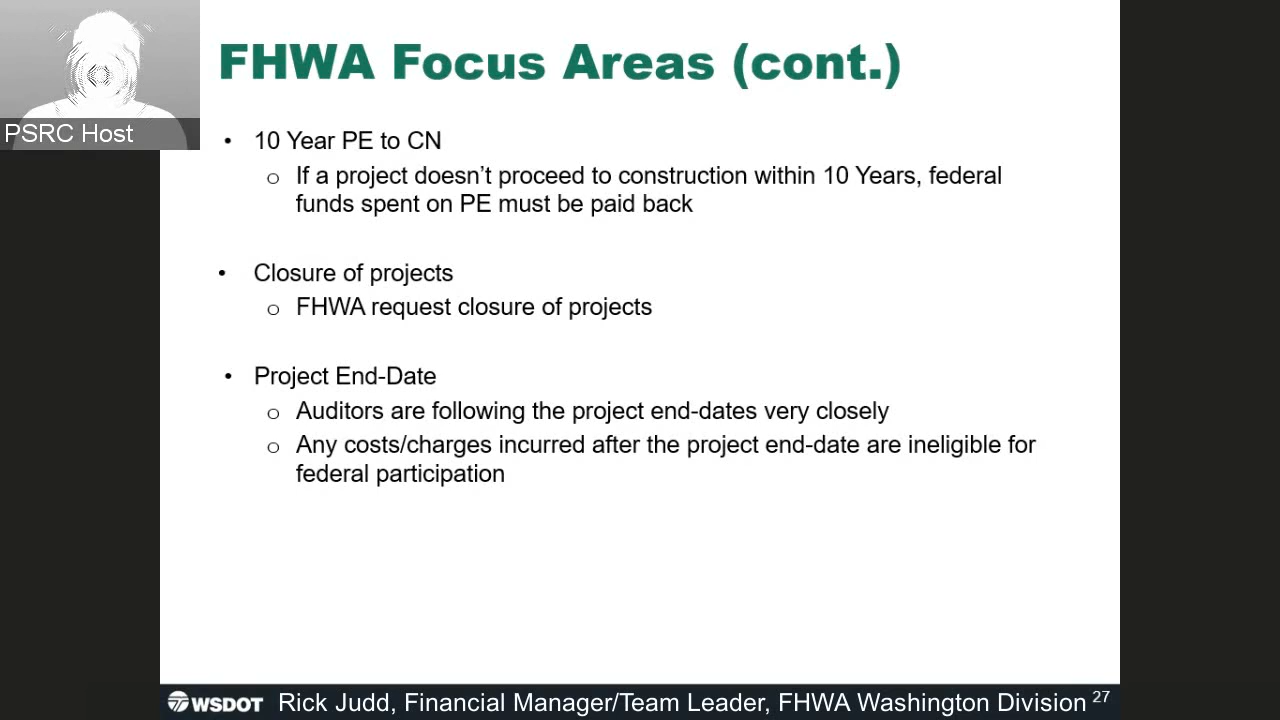 FHWA Focus Areas (cont.)
PSRC Host
• 10 Year PE to CN
o If a project doesn’t proceed to construction within 10 Years, federal
funds spent on PE must be paid back
• Closure of projects
o FHWA request closure of projects
• Project End-Date
o Auditors are following the project end-dates very closely
o Any costs/charges incurred after the project end-date are ineligible for
federal participation
WSDOT Rick Judd, Financial Manager/Team Leader, FHWA Washington Division 27